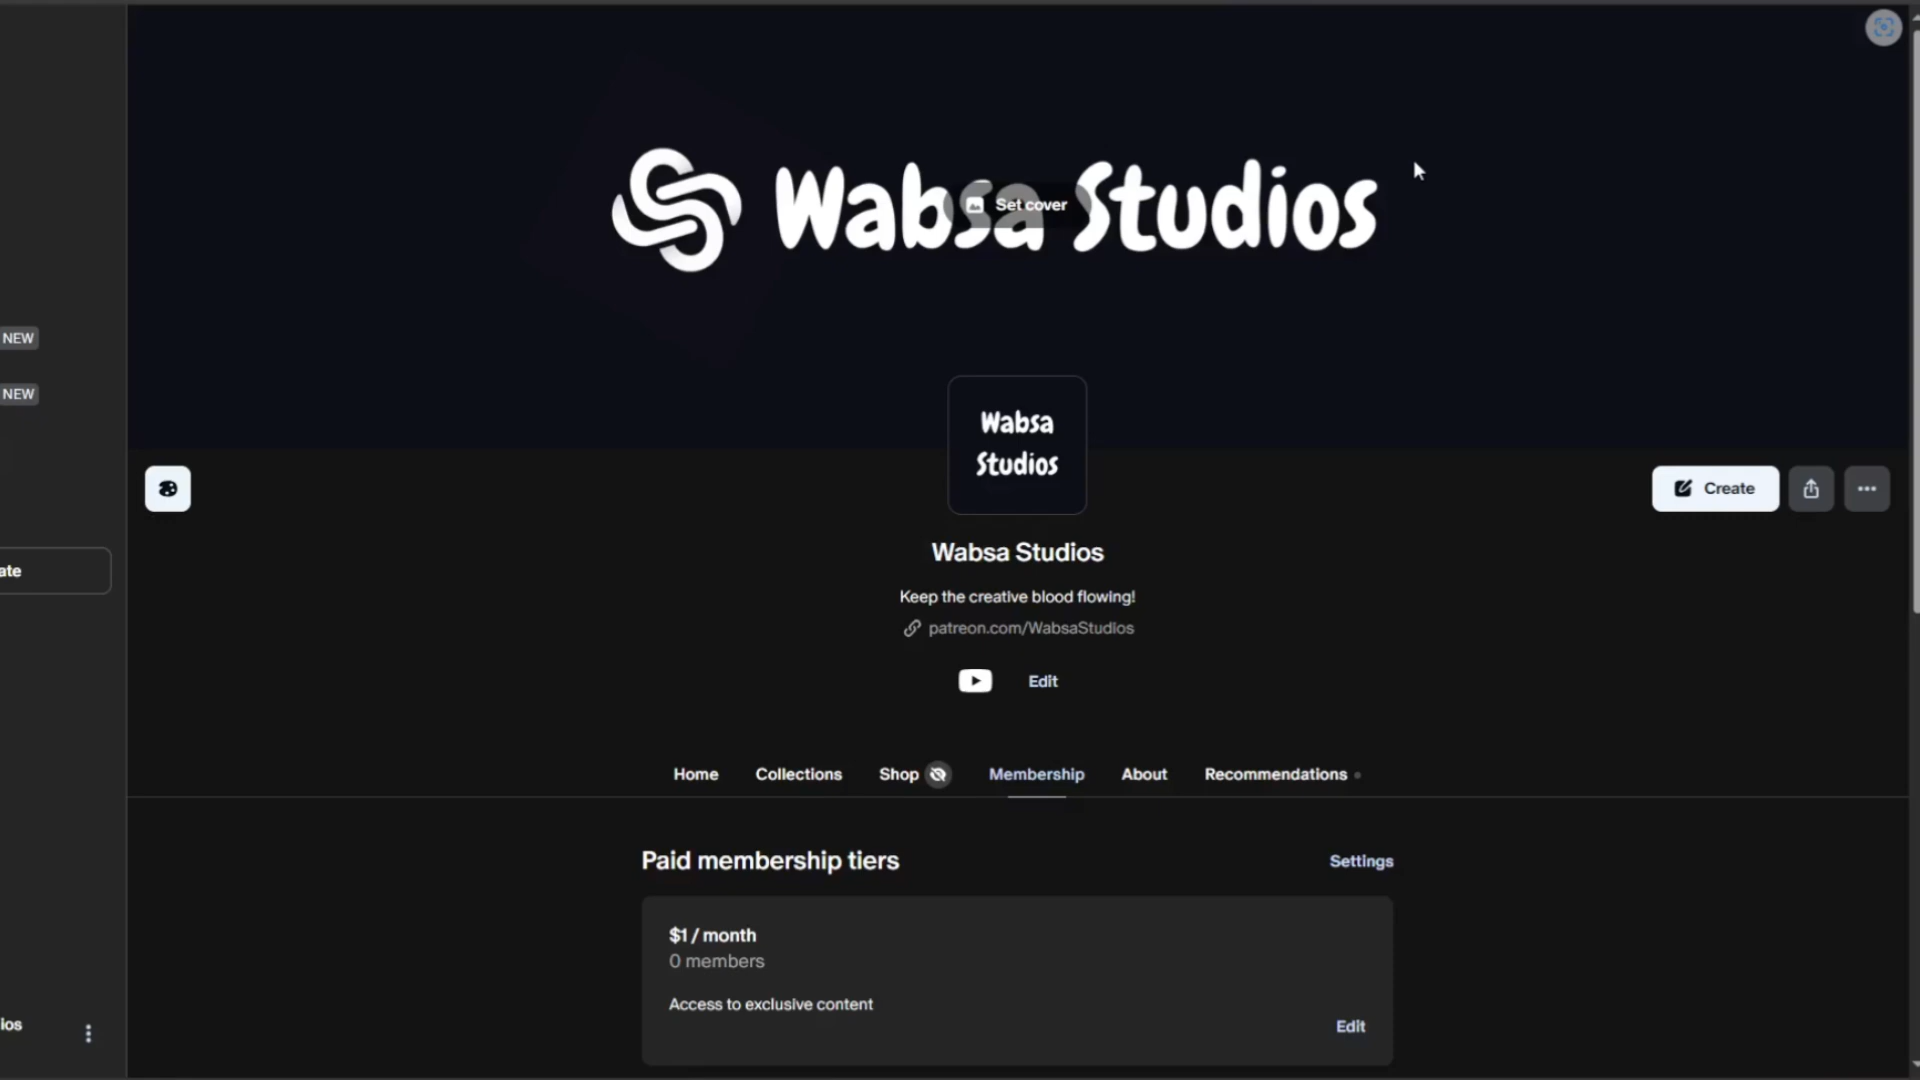 Wabsa Studios
Set cover
NEW
NEW
Wabsa
Studios
Create
Wabsa Studios
Keep the creative blood flowing!
patreon.com/WabsaStudios
ate
Edit
Home Collections Shop Membership About Recommendations
Paid membership tiers Settings
$1 / month
0 members
Access to exclusive content
Edit
ios